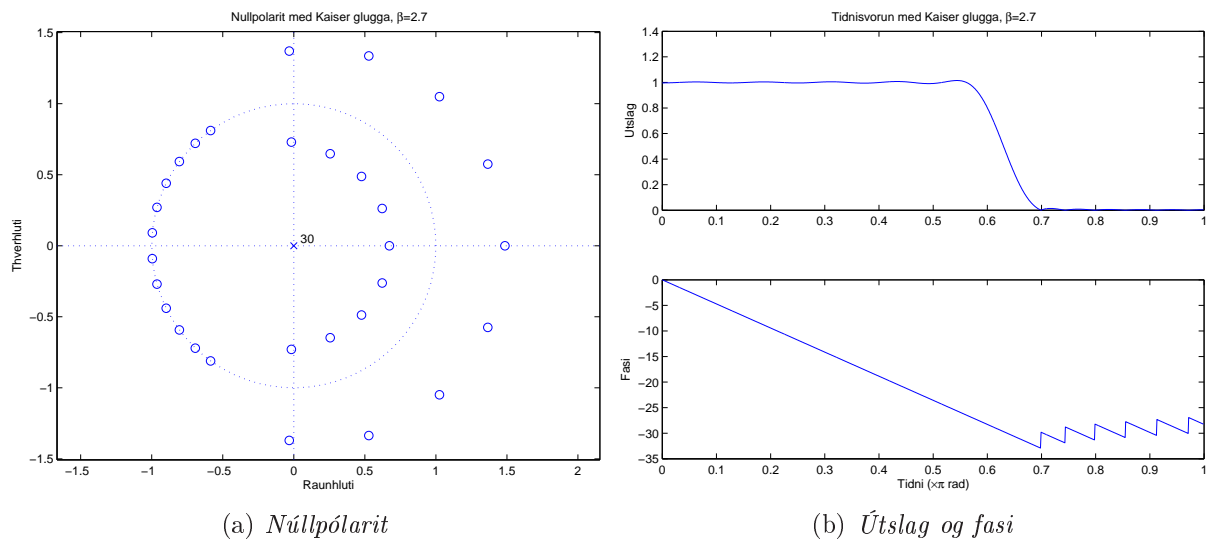 Nullpolarit med Kaiser glugga, β=2.7
1.5
1
0.5
0
−0.5
−1
−1.5
Thverhluti
30
−1.5 −1 −0.5 0 0.5 1 1.5 2
Raunhluti
(a) Núllpólarit
Tidnisvorun med Kaiser glugga, β=2.7
1.4
1.2
1
0.8
0.6
0.4
0.2
0
Utslag
0 0.1 0.2 0.3 0.4 0.5 0.6 0.7 0.8 0.9 1
0
−5
−10
−15
−20
−25
−30
−35
Fasi
0 0.1 0.2 0.3 0.4 0.5 0.6 0.7 0.8 0.9 1
Tidni (×π rad)
(b) Útslag og fasi